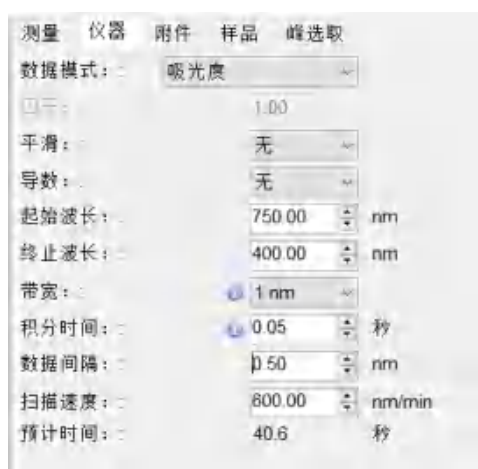 测量 仪器 附件 样品 峰选取
数据模式： 吸光度
因子： 1.00
平滑： 无
导数： 无
起始波长： 750.00 nm
终止波长： 400.00 nm
带宽： 1 nm
积分时间： 0.05 秒
数据间隔： 0.50 nm
扫描速度： 600.00 nm/min
预计时间： 40.6 秒